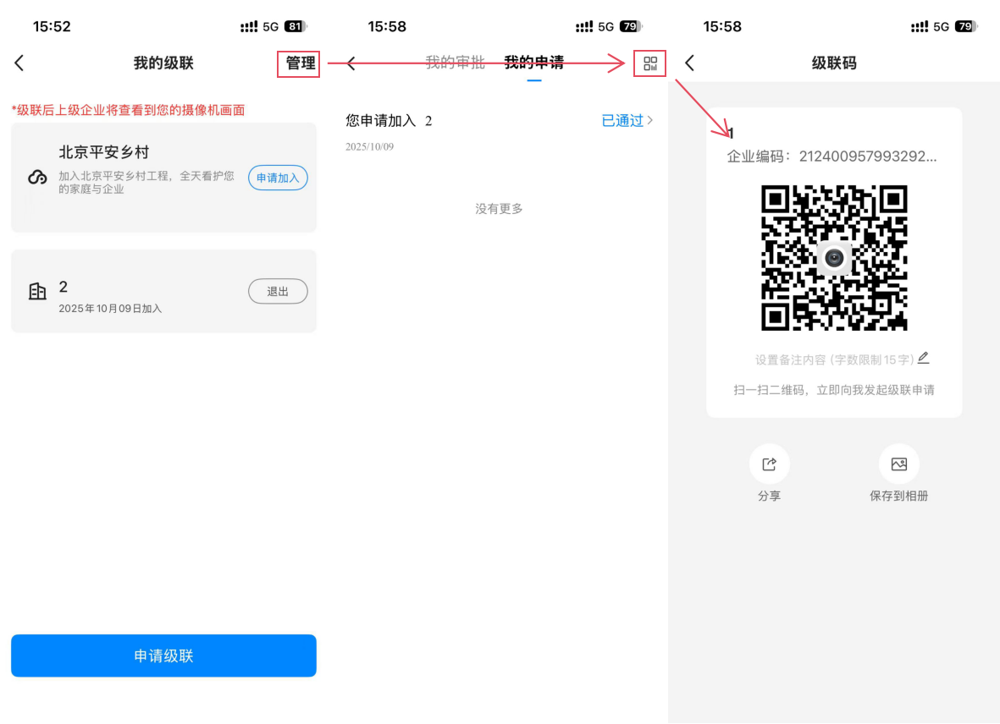 15:52
5G 81
我的级联
管理
*级联后上级企业将查看到您的摄像机画面
北京平安乡村
加入北京平安乡村工程，全天看护您
的家庭与企业
申请加入
2
2025年10月09日加入
退出
申请级联
15:58
5G 79
我的审批 我的申请
您申请加入 2
已通过
2025/10/09
没有更多
15:58
5G 79
级联码
1
企业编码：212400957993292...
设置备注内容 (字数限制15字)
扫一扫二维码，立即向我发起级联申请
分享
保存到相册